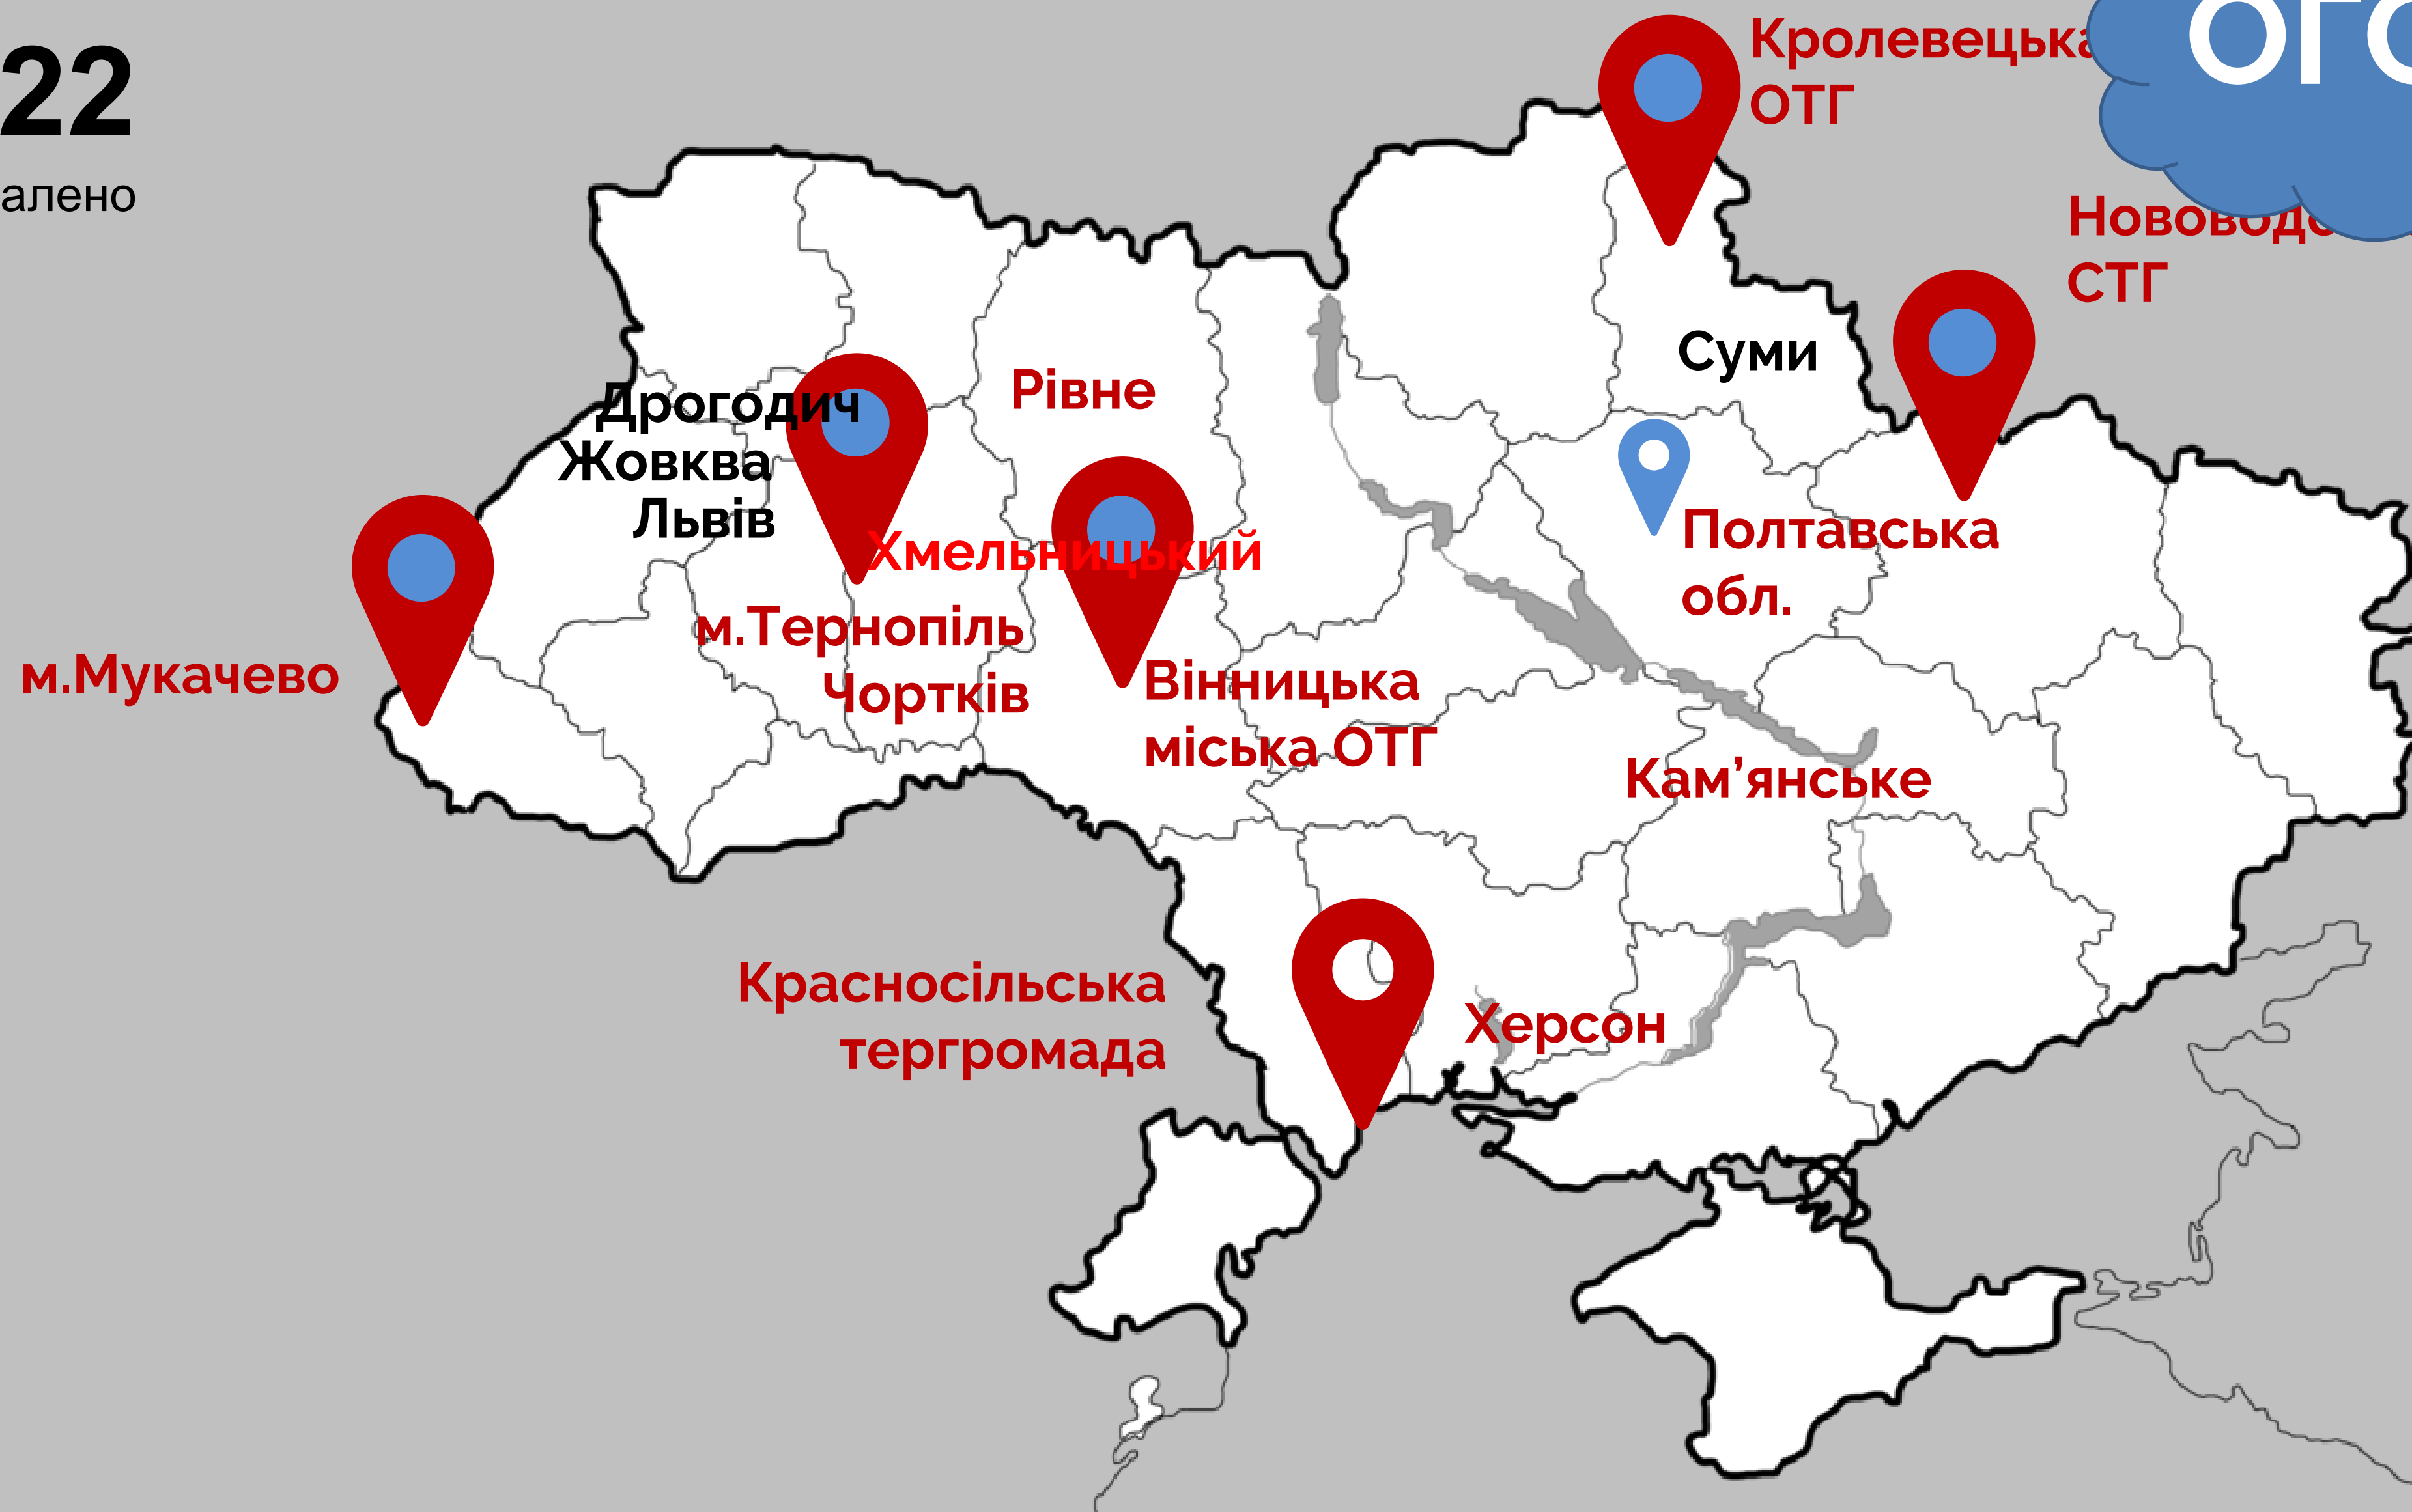 22
алено
Кролевецька
ОТГ
СТГ
Суми
Рівне
Дрогодич
Жовква
Львів
Хмельницький
Полтавська
обл.
м.Тернопіль
Чортків
м.Мукачево
Вінницька
міська ОТГ
Кам’янське
Красносільська
тергромада
Херсон